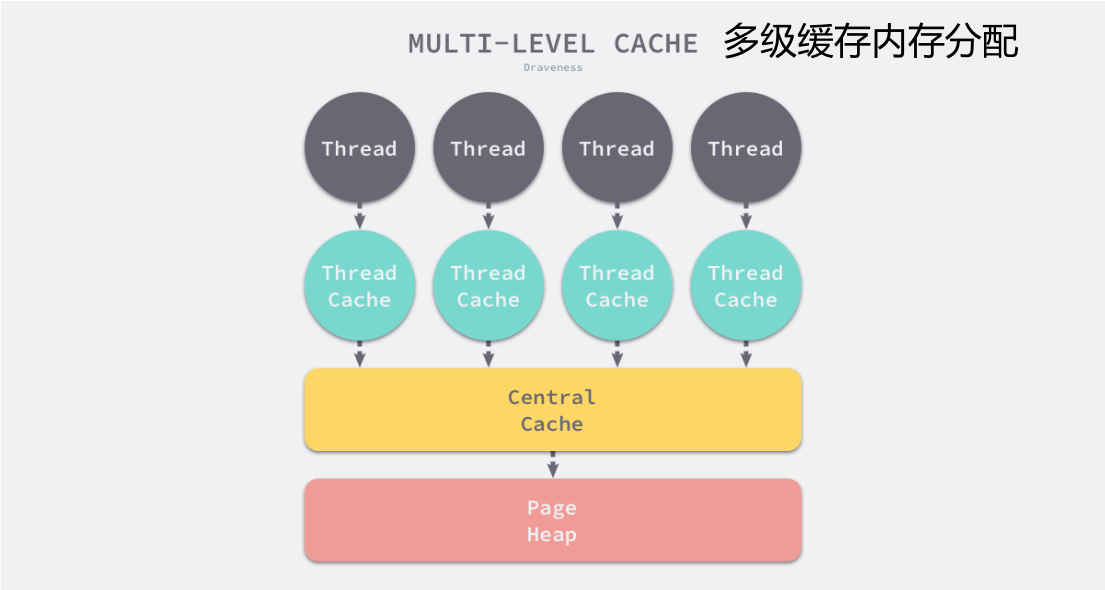 MULTI-LEVEL CACHE 多级缓存内存分配
Draveness
Thread Thread Thread Thread
Thread Thread Thread Thread
Cache Cache Cache Cache
Central
Cache
Page
Heap